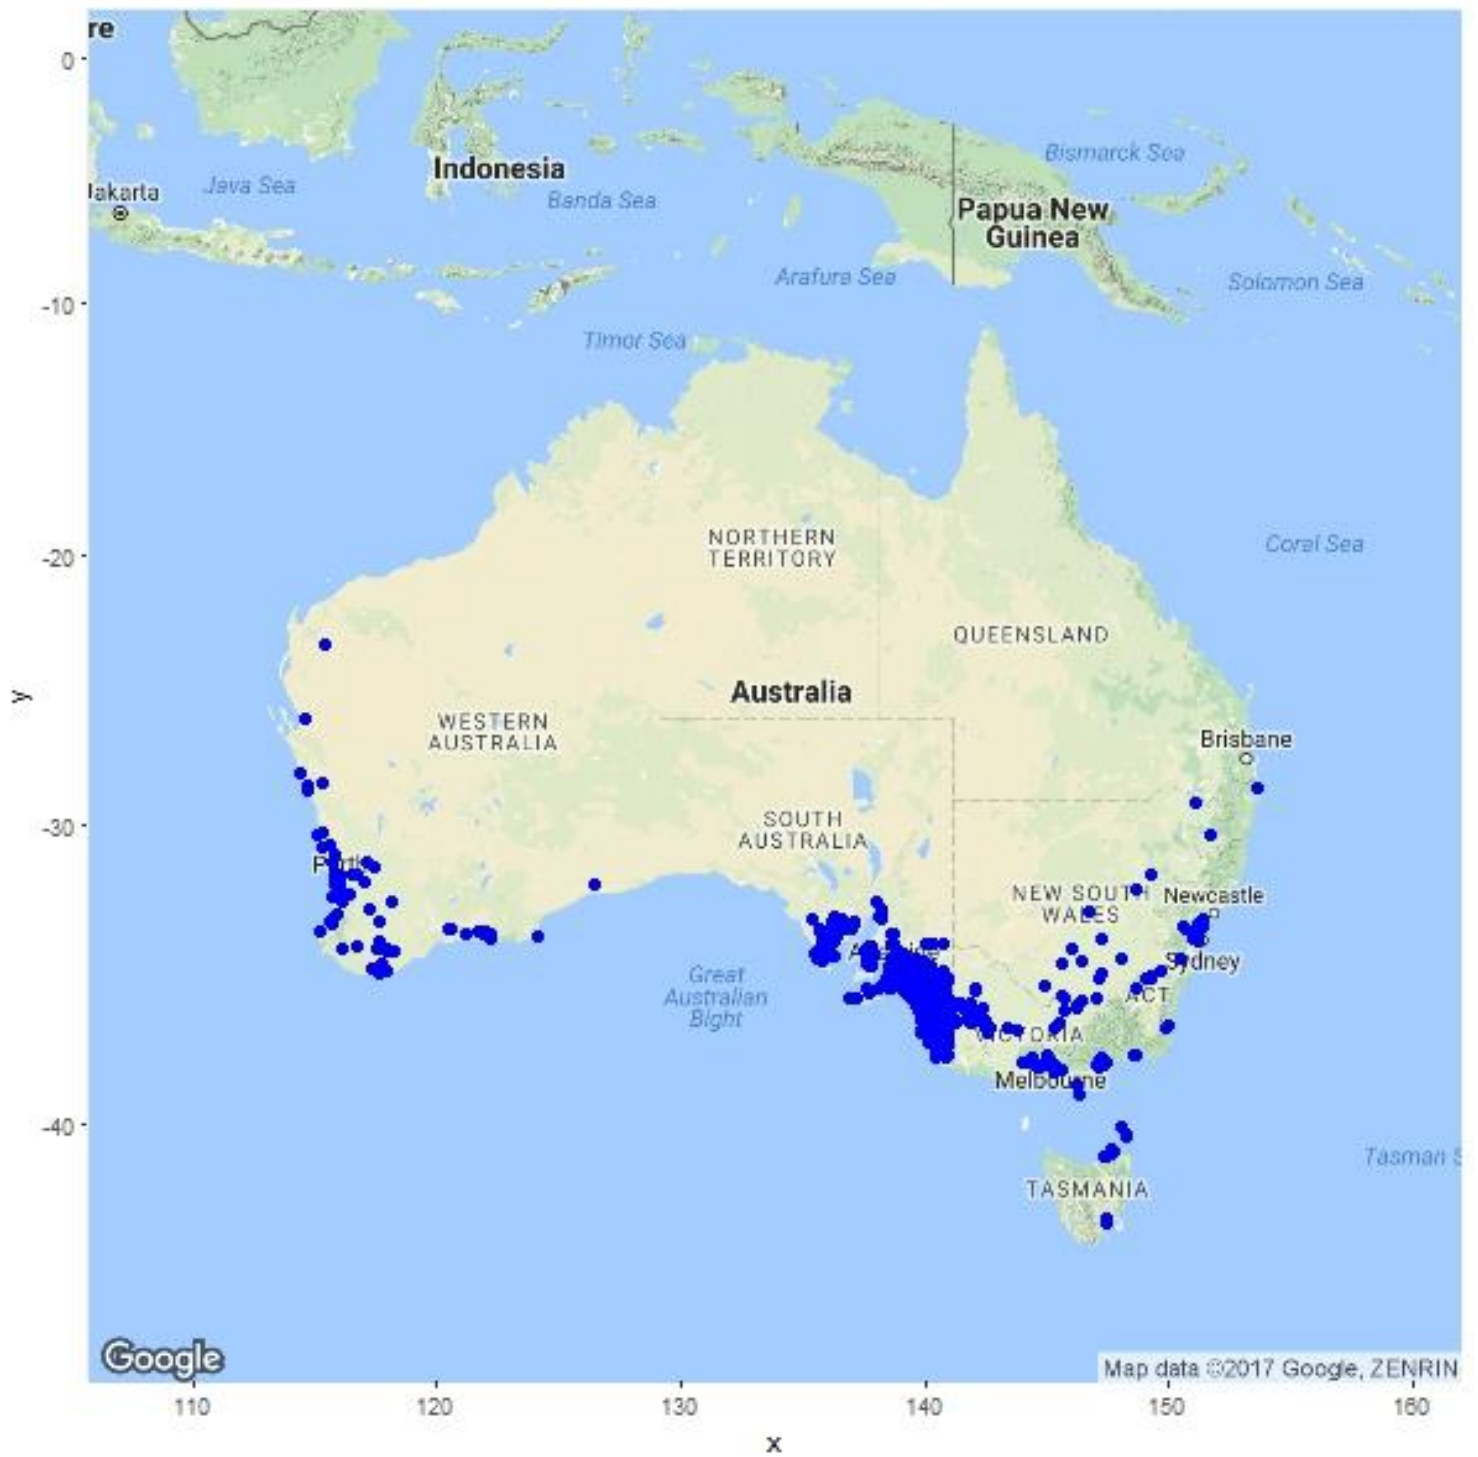 re
0
Indonesia
Java Sea
Jakarta
Banda Sea
Bismarck Sea
Papua New
Guinea
Arafura Sea
Solomon Sea
-10
Timor Sea
NORTHERN
TERRITORY
-20
Coral Sea
QUEENSLAND
y
Australia
WESTERN
AUSTRALIA
Brisbane
SOUTH
AUSTRALIA
-30
Perth
NEW SOUTH
WALES
Newcastle
Adelaide
Sydney
Great
Australian
Bight
ACT
VICTORIA
Melbourne
-40
Tasman S
TASMANIA
Google
Map data ©2017 Google, ZENRIN
110
120
130
140
150
160
x